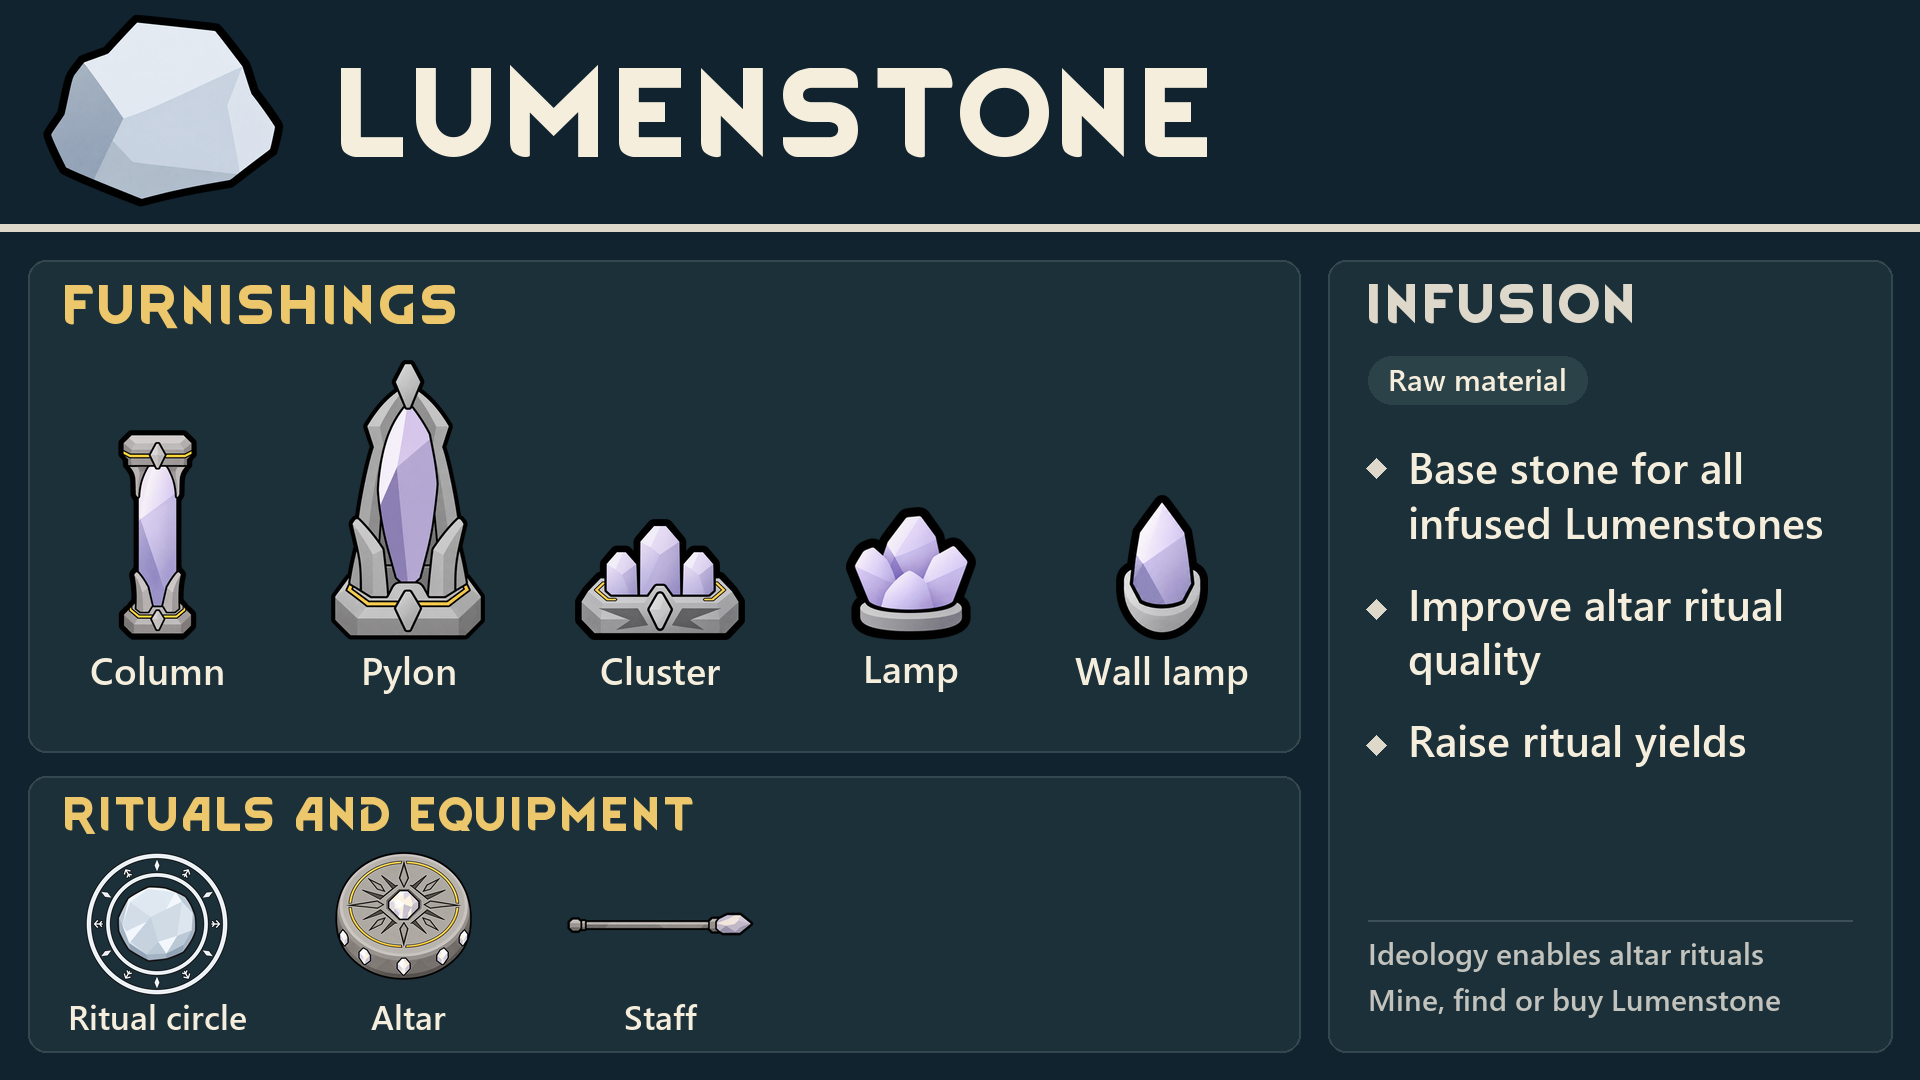 LUMENSTONE
FURNISHINGS
Column
Pylon
Cluster
Lamp
Wall lamp
RITUALS AND EQUIPMENT
Ritual circle
Altar
Staff
INFUSION
Raw material
Base stone for all
infused Lumenstones
Improve altar ritual
quality
Raise ritual yields
Ideology enables altar rituals
Mine, find or buy Lumenstone